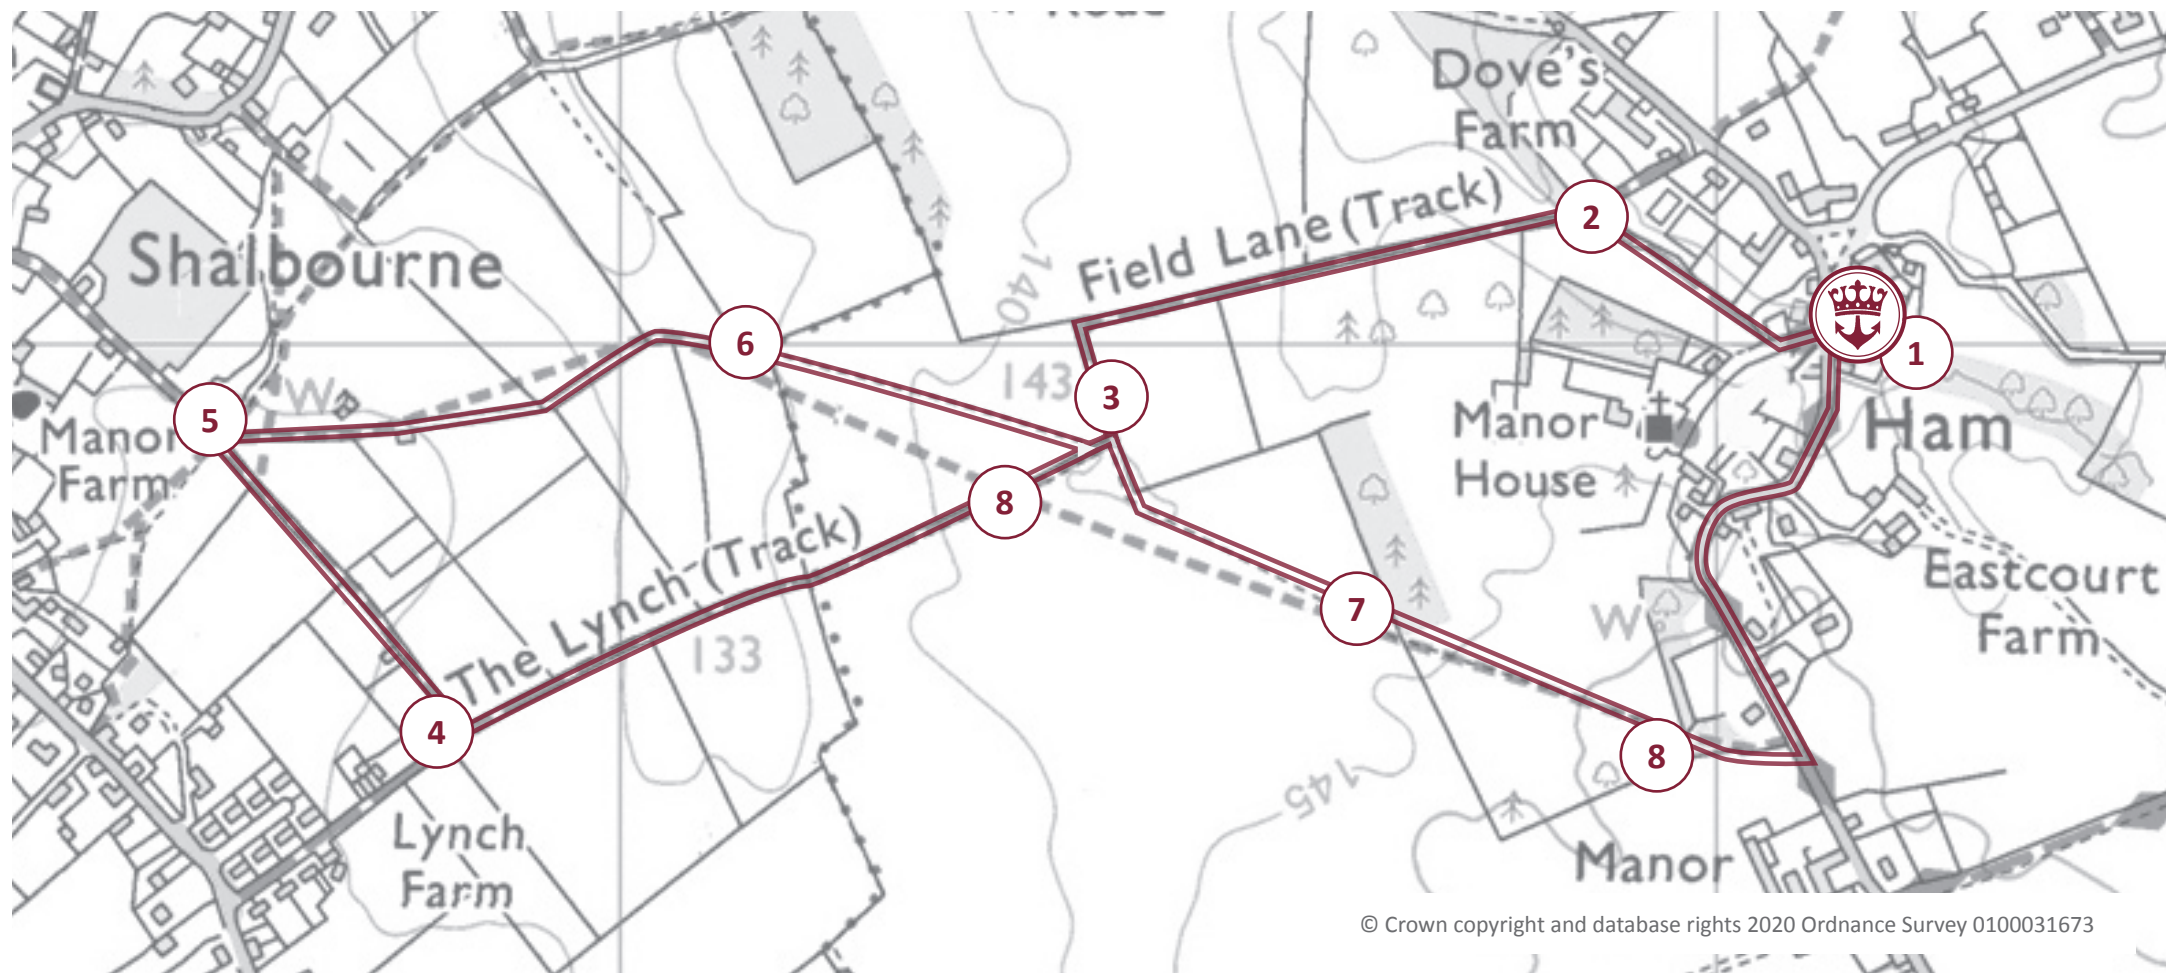 Dove's
Farm
Field Lane (Track)
2
Shalbourne
140
6
1
143
3
W
5
Manor
Farm
Manor
House
Ham
8
The Lynch (Track)
Eastcourt
Farm
7
W
133
4
8
145
Lynch
Farm
Manor
© Crown copyright and database rights 2020 Ordnance Survey 0100031673